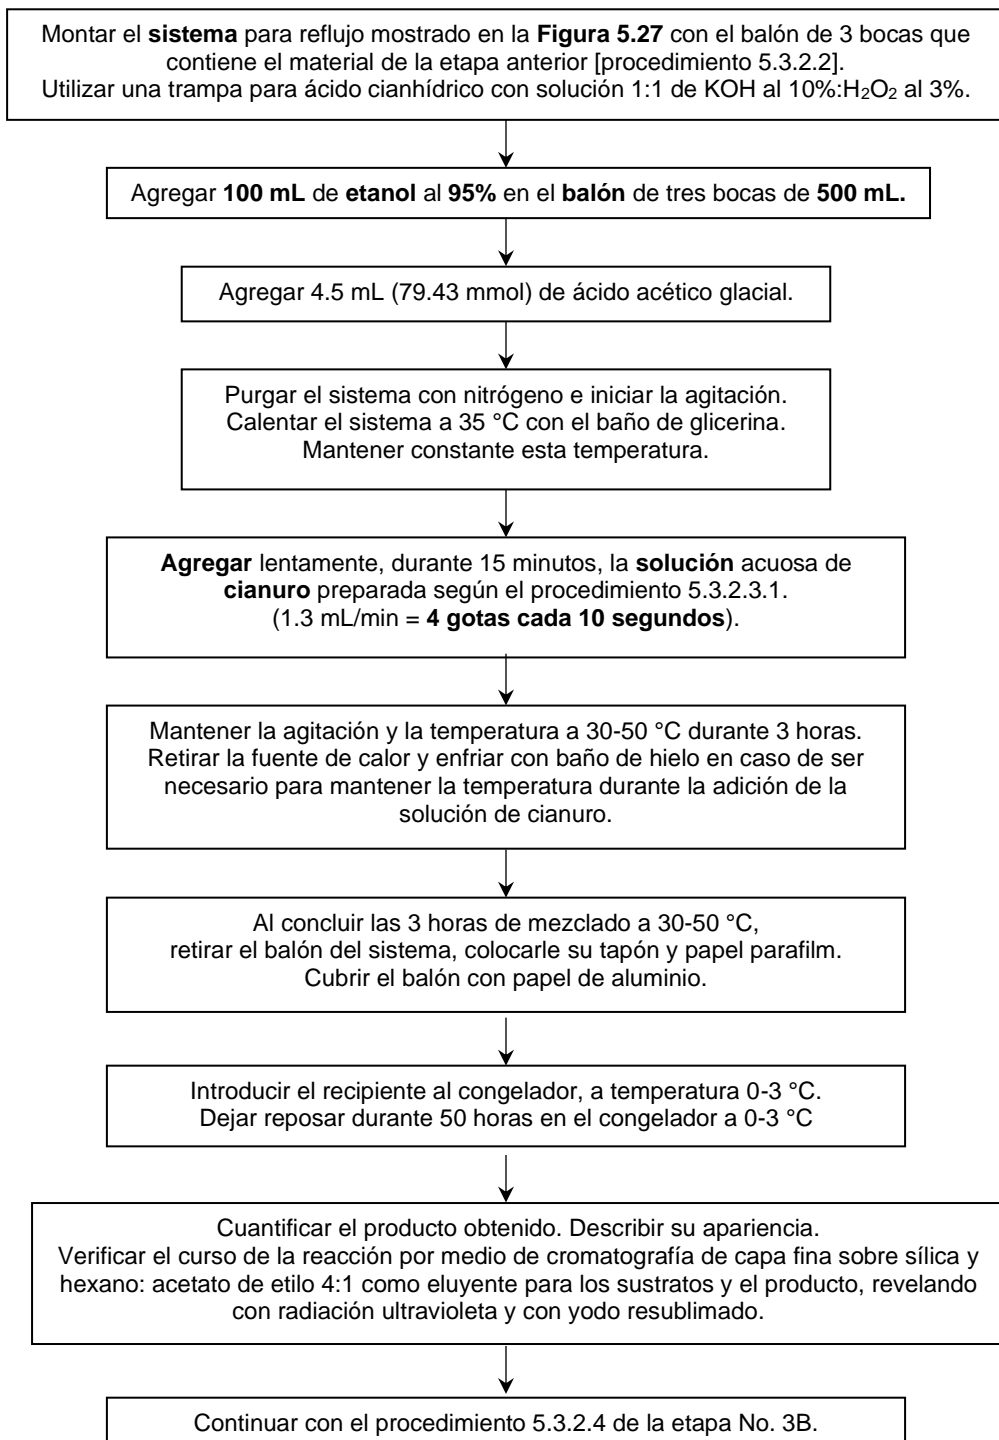 Montar el sistema para reflujo mostrado en la Figura 5.27 con el balón de 3 bocas que
contiene el material de la etapa anterior [procedimiento 5.3.2.2].
Utilizar una trampa para ácido cianhídrico con solución 1:1 de KOH al 10%:H₂O₂ al 3%.
Agregar 100 mL de etanol al 95% en el balón de tres bocas de 500 mL.
Agregar 4.5 mL (79.43 mmol) de ácido acético glacial.
Purgar el sistema con nitrógeno e iniciar la agitación.
Calentar el sistema a 35 °C con el baño de glicerina.
Mantener constante esta temperatura.
Agregar lentamente, durante 15 minutos, la solución acuosa de
cianuro preparada según el procedimiento 5.3.2.3.1.
(1.3 mL/min = 4 gotas cada 10 segundos).
Mantener la agitación y la temperatura a 30-50 °C durante 3 horas.
Retirar la fuente de calor y enfriar con baño de hielo en caso de ser
necesario para mantener la temperatura durante la adición de la
solución de cianuro.
Al concluir las 3 horas de mezclado a 30-50 °C,
retirar el balón del sistema, colocarle su tapón y papel parafilm.
Cubrir el balón con papel de aluminio.
Introducir el recipiente al congelador, a temperatura 0-3 °C.
Dejar reposar durante 50 horas en el congelador a 0-3 °C
Cuantificar el producto obtenido. Describir su apariencia.
Verificar el curso de la reacción por medio de cromatografía de capa fina sobre sílica y
hexano: acetato de etilo 4:1 como eluyente para los sustratos y el producto, revelando
con radiación ultravioleta y con yodo resublimado.
Continuar con el procedimiento 5.3.2.4 de la etapa No. 3B.